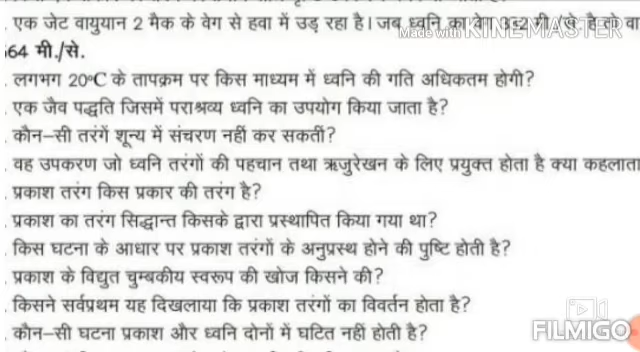 एक जेट वायुयान 2 मैक के वेग से हवा में उड़ रहा है। जब ध्वनि का वेग 332 मी./से. है तो वा
Made with KINEMASTER
664 मी./से.
लगभग 20°C के तापक्रम पर किस माध्यम में ध्वनि की गति अधिकतम होगी?
एक जैव पद्धति जिसमें पराश्रव्य ध्वनि का उपयोग किया जाता है?
कौन-सी तरंगें शून्य में संचरण नहीं कर सकतीं?
वह उपकरण जो ध्वनि तरंगों की पहचान तथा ऋजुरेखन के लिए प्रयुक्त होता है क्या कहलाता
प्रकाश तरंग किस प्रकार की तरंग है?
प्रकाश का तरंग सिद्धान्त किसके द्वारा प्रस्थापित किया गया था?
किस घटना के आधार पर प्रकाश तरंगों के अनुप्रस्थ होने की पुष्टि होती है?
प्रकाश के विद्युत चुम्बकीय स्वरूप की खोज किसने की?
किसने सर्वप्रथम यह दिखलाया कि प्रकाश तरंगों का विवर्तन होता है?
कौन-सी घटना प्रकाश और ध्वनि दोनों में घटित नहीं होती है?
FILMIGO